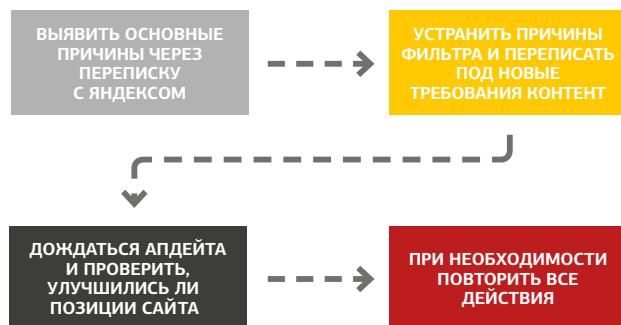 ВЫЯВИТЬ ОСНОВНЫЕ
ПРИЧИНЫ ЧЕРЕЗ
ПЕРЕПИСКУ
С ЯНДЕКСОМ
УСТРАНИТЬ ПРИЧИНЫ
ФИЛЬТРА И ПЕРЕПИСАТЬ
ПОД НОВЫЕ
ТРЕБОВАНИЯ КОНТЕНТ
ДОЖДАТЬСЯ АПДЕЙТА
И ПРОВЕРИТЬ,
УЛУЧШИЛИСЬ ЛИ
ПОЗИЦИИ САЙТА
ПРИ НЕОБХОДИМОСТИ
ПОВТОРИТЬ ВСЕ
ДЕЙСТВИЯ